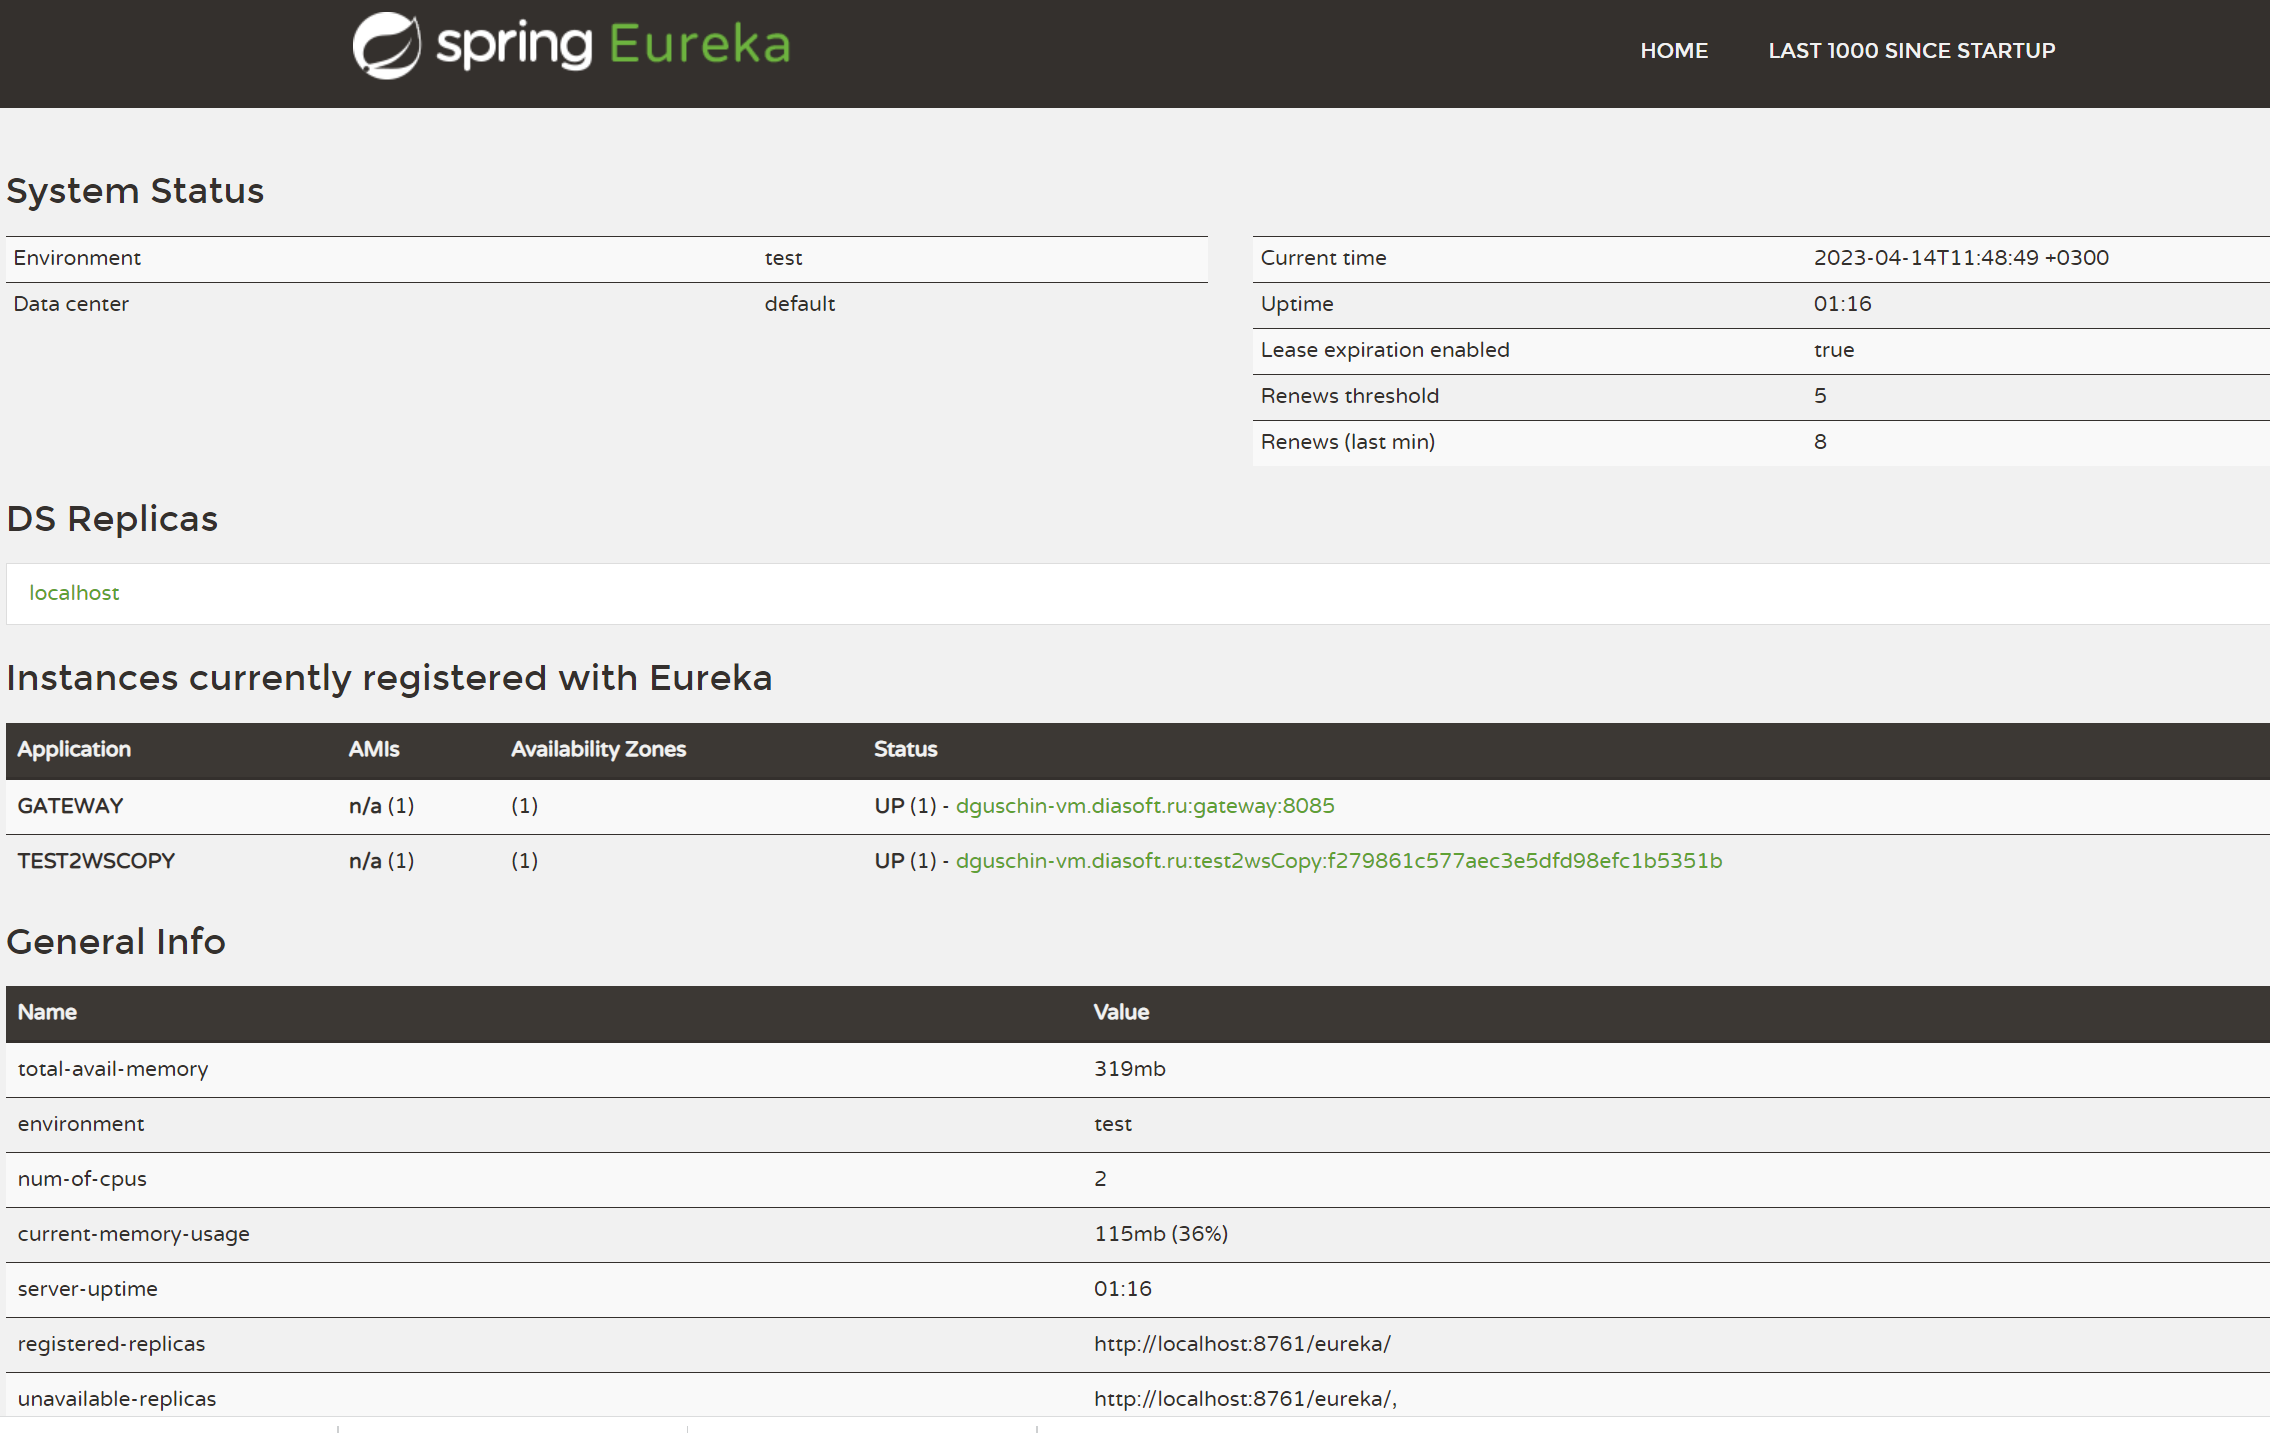 spring Eureka
HOME LAST 1000 SINCE STARTUP
System Status
Environment test
Data center default
Current time 2023-04-14T11:48:49 +0300
Uptime 01:16
Lease expiration enabled true
Renews threshold 5
Renews (last min) 8
DS Replicas
localhost
Instances currently registered with Eureka
Application AMIs Availability Zones Status
GATEWAY n/a (1) (1) UP (1) - dguschin-vm.diasoft.ru:gateway:8085
TEST2WSCOPY n/a (1) (1) UP (1) - dguschin-vm.diasoft.ru:test2wsCopy:f279861c577aec3e5dfd98efc1b5351b
General Info
Name Value
total-avail-memory 319mb
environment test
num-of-cpus 2
current-memory-usage 115mb (36%)
server-uptime 01:16
registered-replicas http://localhost:8761/eureka/
unavailable-replicas http://localhost:8761/eureka/,